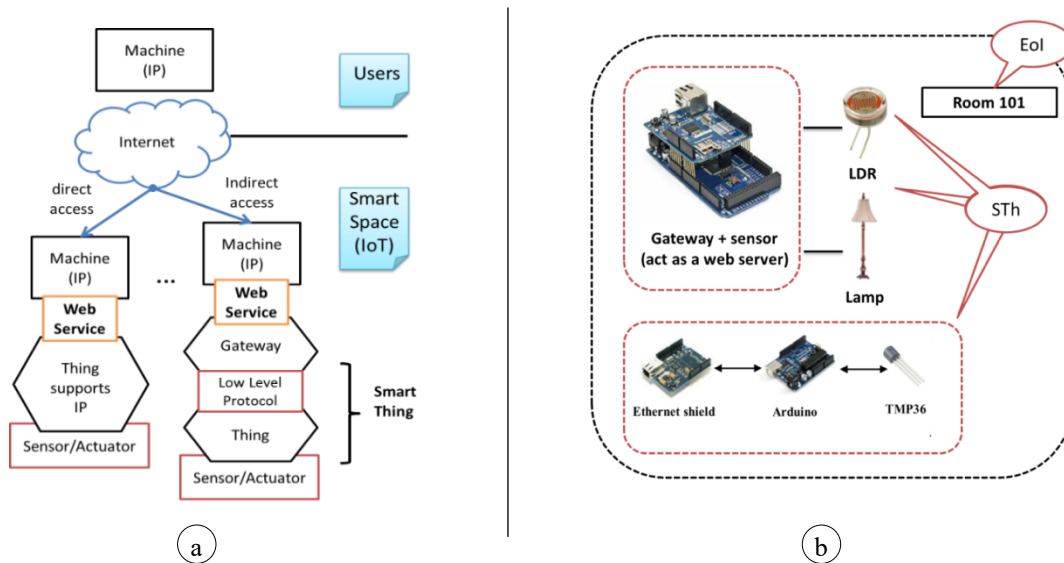 Machine
(IP)
Users
Internet
direct
access
Indirect
access
Smart
Space
(IoT)
Machine
(IP)
...
Machine
(IP)
Web
Service
Web
Service
Thing
supports
IP
Gateway
Low Level
Protocol
Smart
Thing
Thing
Sensor/Actuator
Sensor/Actuator
a
EoI
Room 101
LDR
STh
Gateway + sensor
(act as a web server)
Lamp
Ethernet shield
Arduino
TMP36
b